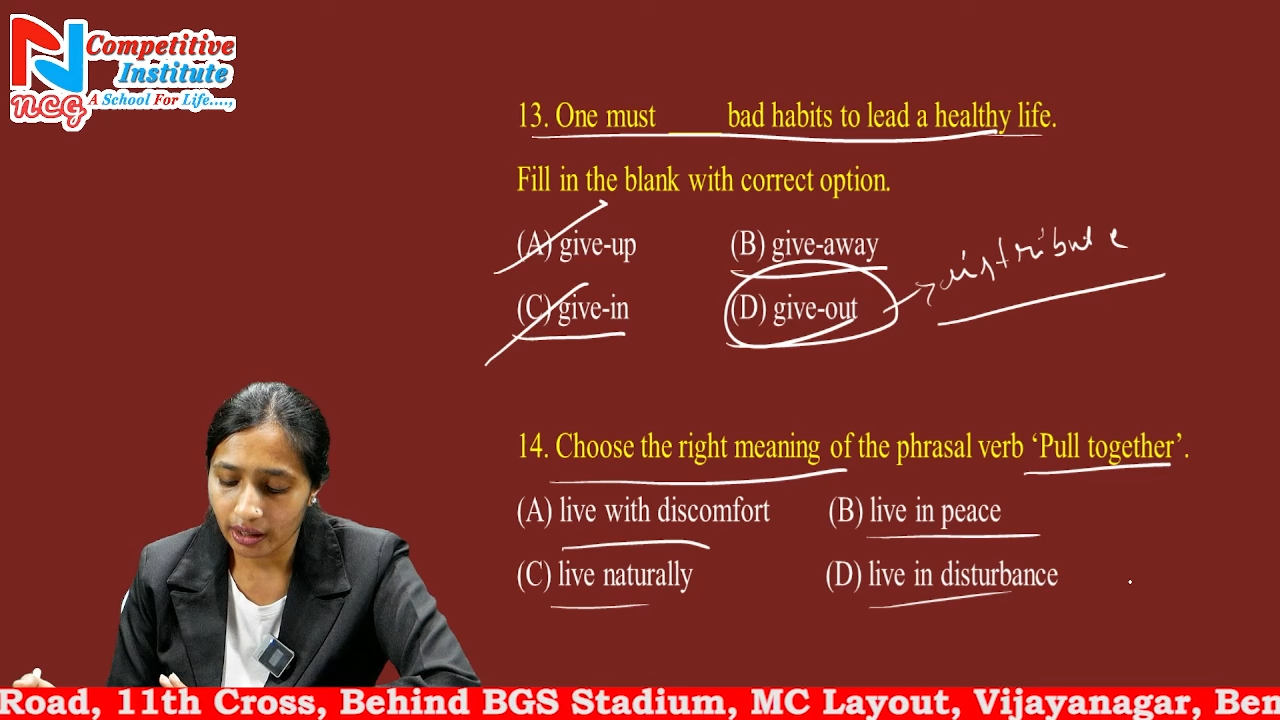 Competitive
Institute
NCG A School For Life....,
13. One must ____ bad habits to lead a healthy life.
Fill in the blank with correct option.
(A) give-up (B) give-away
distribute
(C) give-in (D) give-out
14. Choose the right meaning of the phrasal verb ‘Pull together’.
(A) live with discomfort (B) live in peace
(C) live naturally (D) live in disturbance
Road, 11th Cross, Behind BGS Stadium, MC Layout, Vijayanagar, Ben